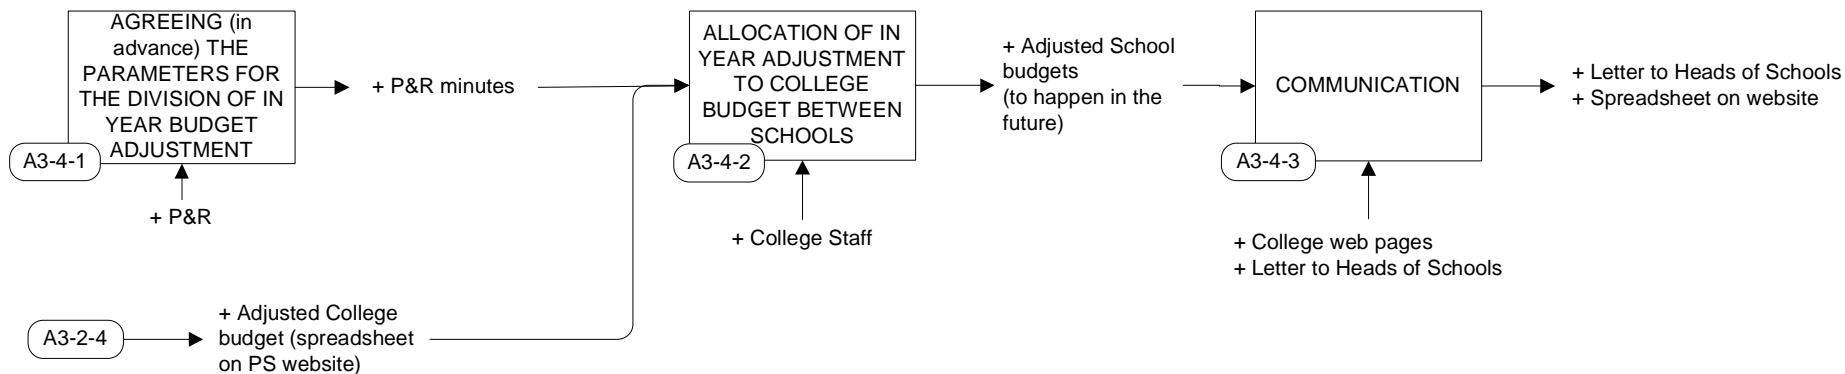 AGREEING (in
advance) THE
PARAMETERS FOR
THE DIVISION OF IN
YEAR BUDGET
ADJUSTMENT
A3-4-1
+ P&R
+ P&R minutes
ALLOCATION OF IN
YEAR ADJUSTMENT
TO COLLEGE
BUDGET BETWEEN
SCHOOLS
A3-4-2
+ College Staff
+ Adjusted School
budgets
(to happen in the
future)
COMMUNICATION
A3-4-3
+ College web pages
+ Letter to Heads of Schools
+ Letter to Heads of Schools
+ Spreadsheet on website
A3-2-4
+ Adjusted College
budget (spreadsheet
on PS website)